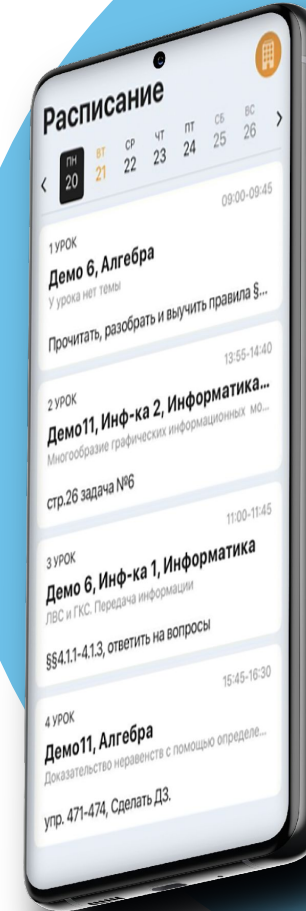 Расписание
ПН ВТ СР ЧТ ПТ СБ ВС
20 21 22 23 24 25 26
09:00-09:45
1 УРОК
Демо 6, Алгебра
У урока нет темы
Прочитать, разобрать и выучить правила §...
13:55-14:40
2 УРОК
Демо11, Инф-ка 2, Информатика...
Многообразие графических информационных мо...
стр.26 задача №6
11:00-11:45
3 УРОК
Демо 6, Инф-ка 1, Информатика
ЛВС и ГКС. Передача информации
§§4.1.1-4.1.3, ответить на вопросы
15:45-16:30
4 УРОК
Демо11, Алгебра
Доказательство неравенств с помощью определе...
упр. 471-474, Сделать ДЗ.